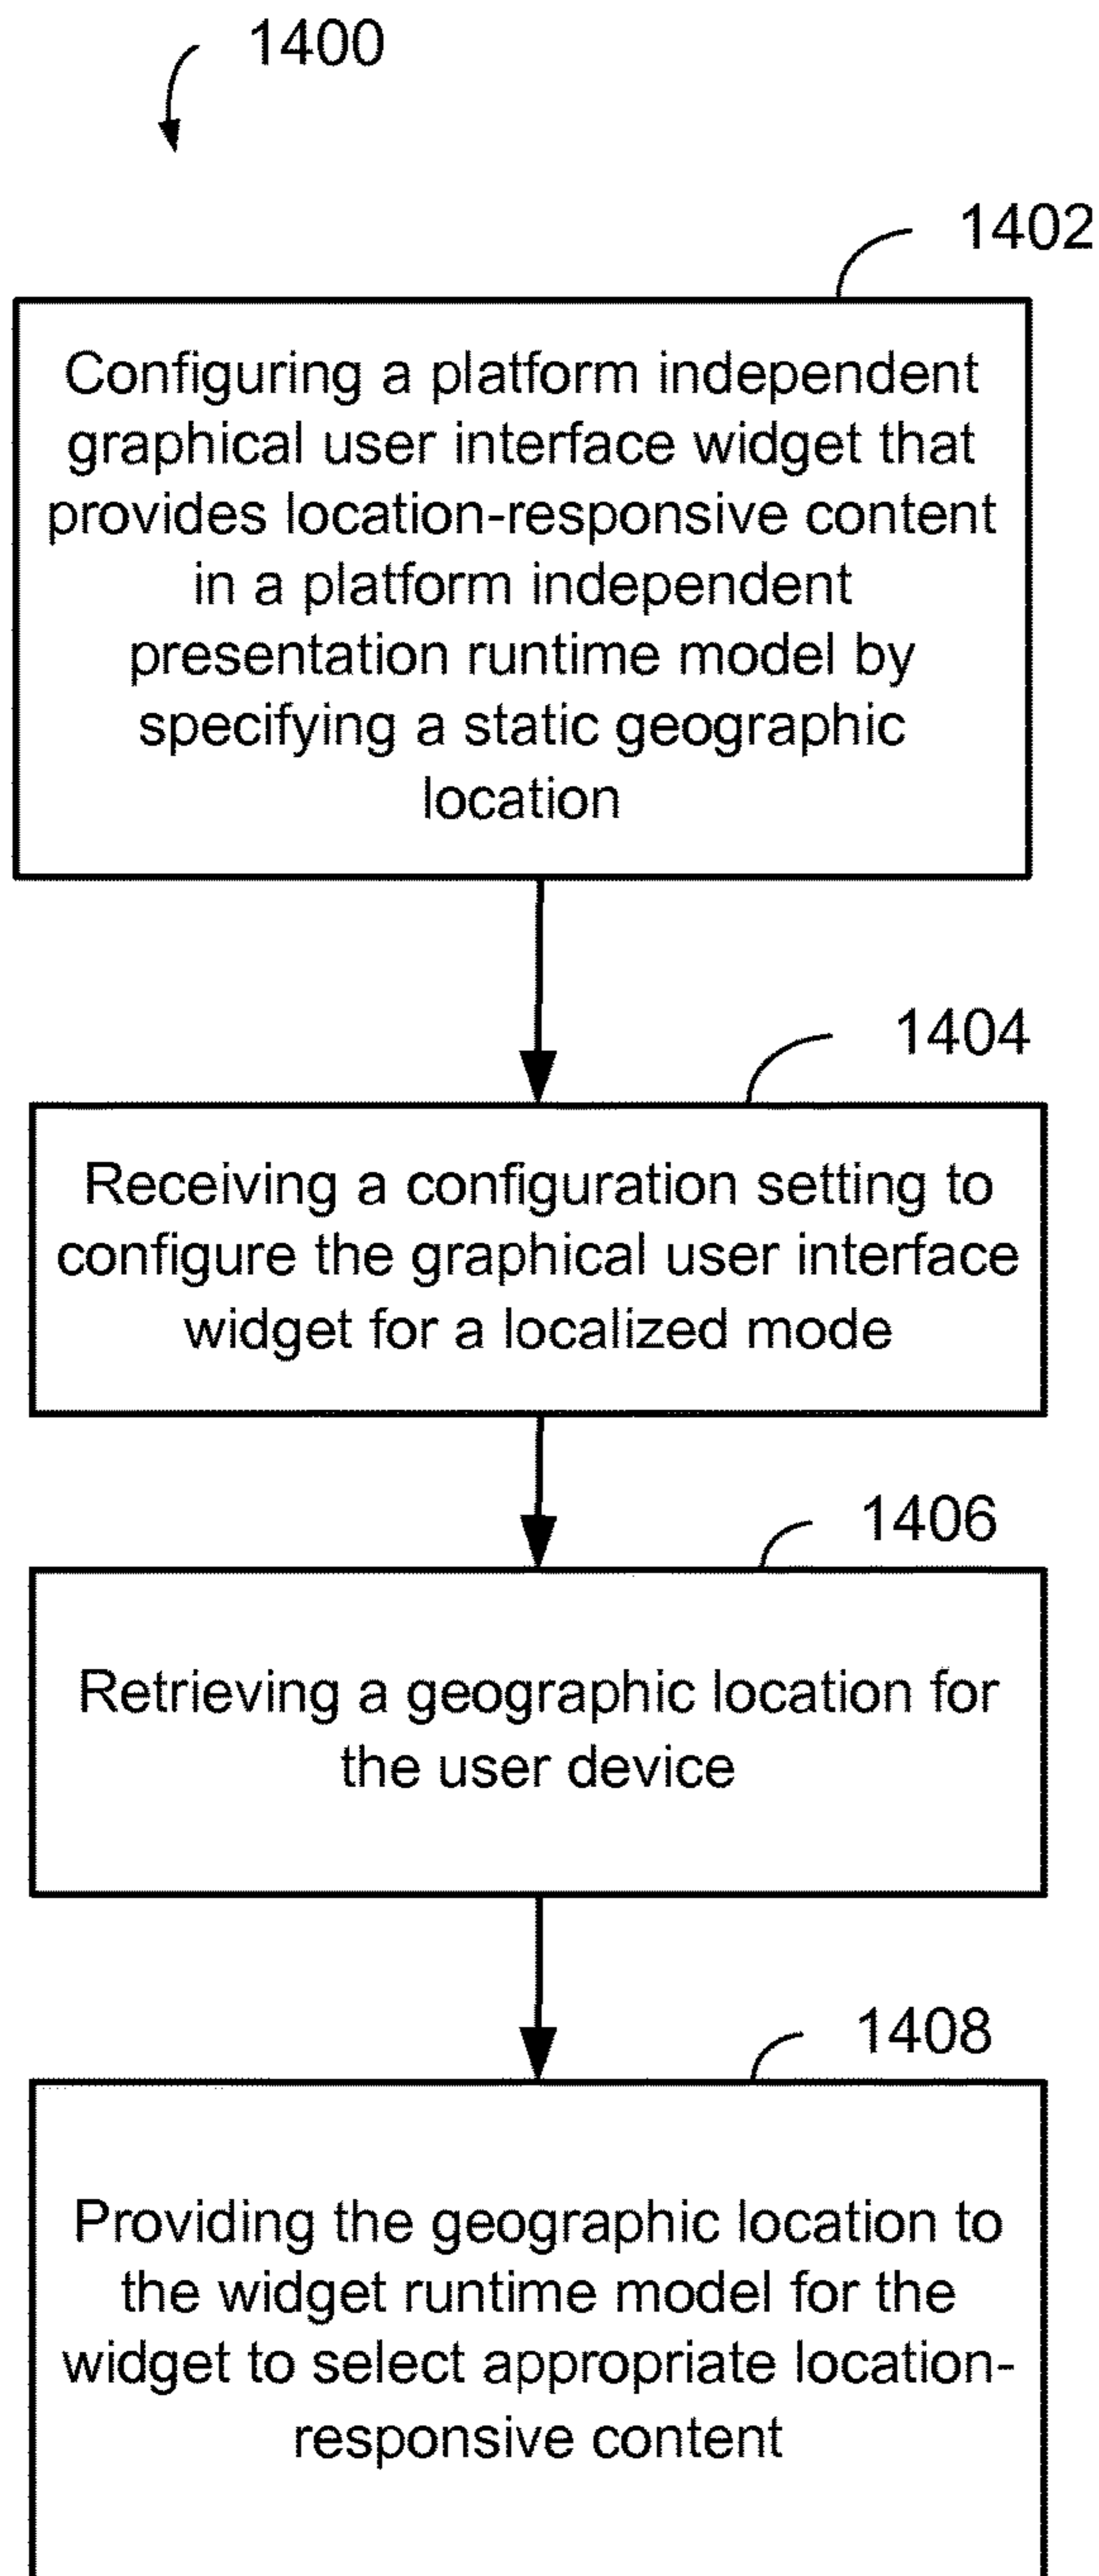 1400
1402
Configuring a platform independent
graphical user interface widget that
provides location-responsive content
in a platform independent
presentation runtime model by
specifying a static geographic
location
1404
Receiving a configuration setting to
configure the graphical user interface
widget for a localized mode
1406
Retrieving a geographic location for
the user device
1408
Providing the geographic location to
the widget runtime model for the
widget to select appropriate location-
responsive content